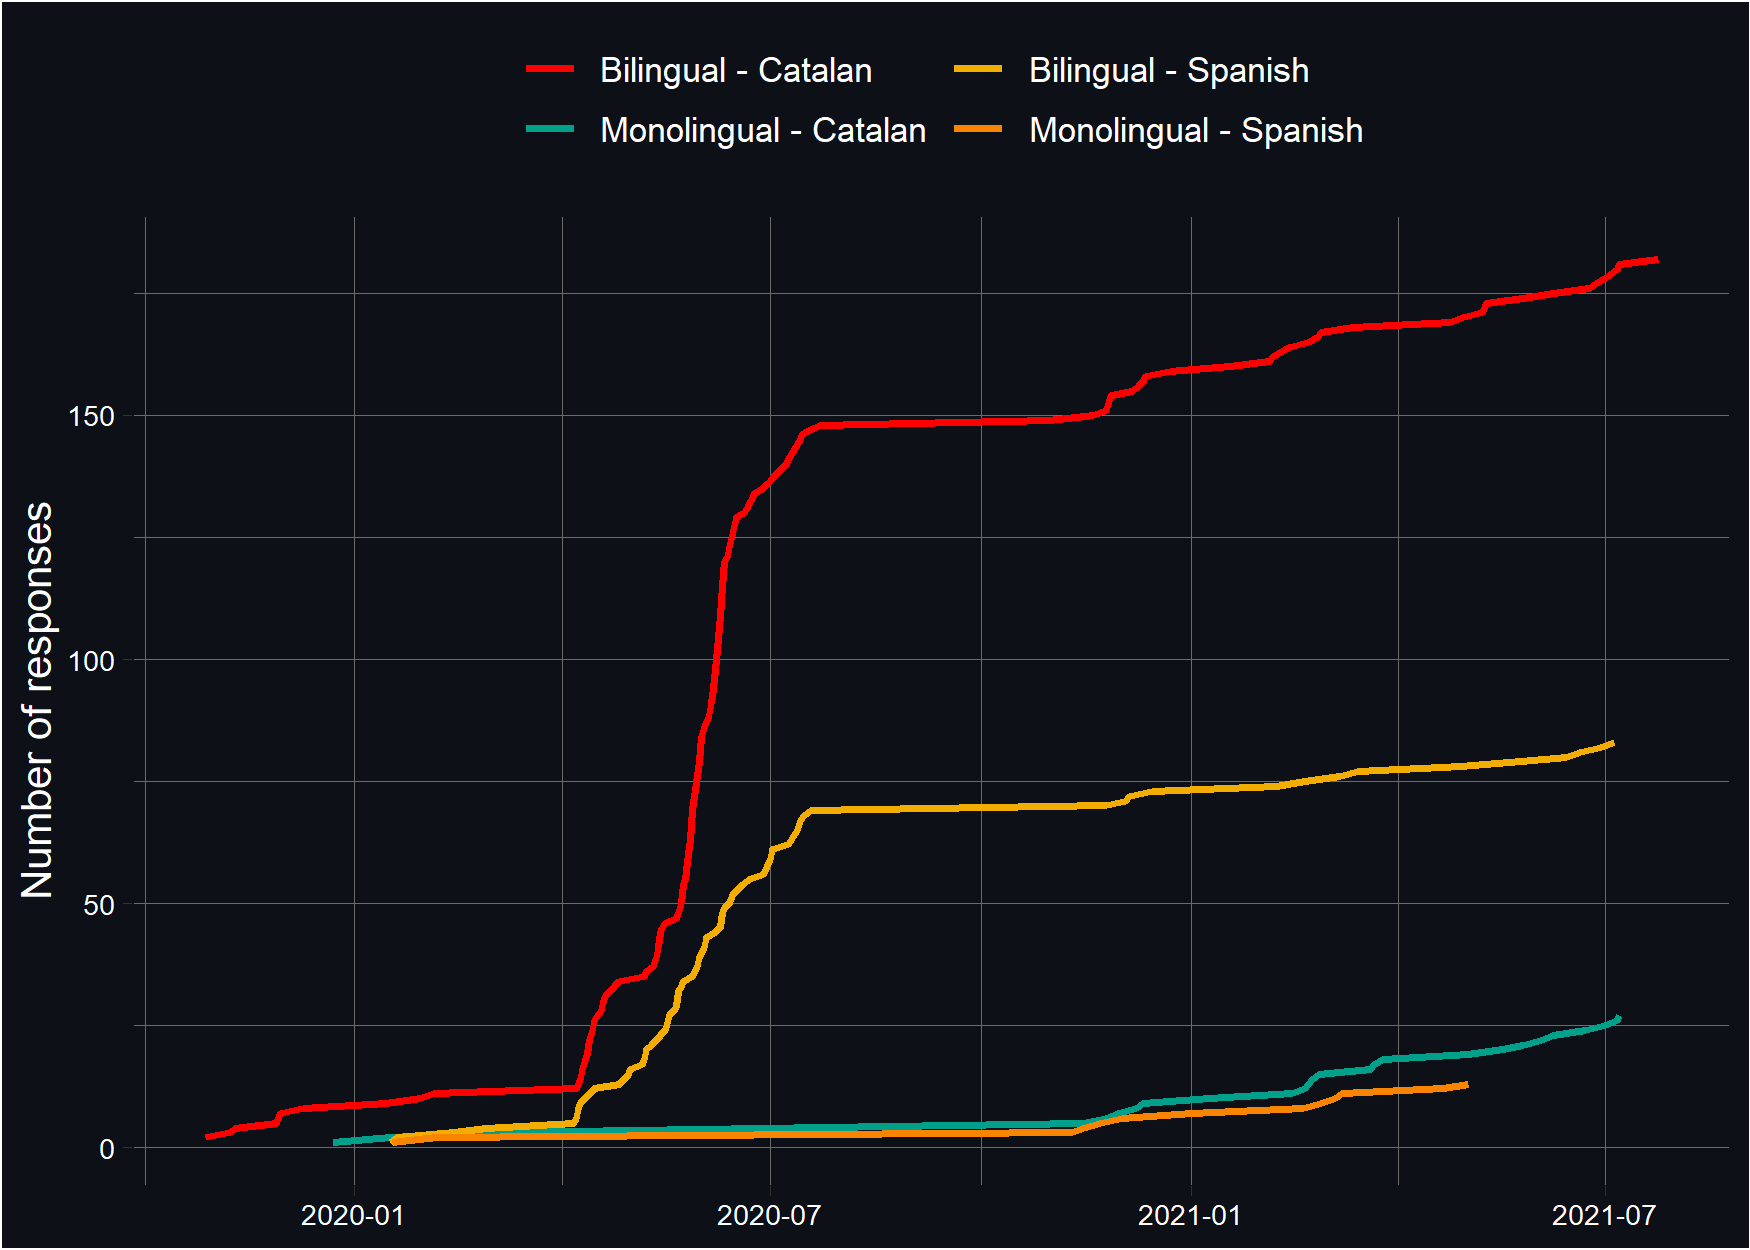 Bilingual - Catalan
Bilingual - Spanish
Monolingual - Catalan
Monolingual - Spanish
Number of responses
150
100
50
0
2020-01
2020-07
2021-01
2021-07